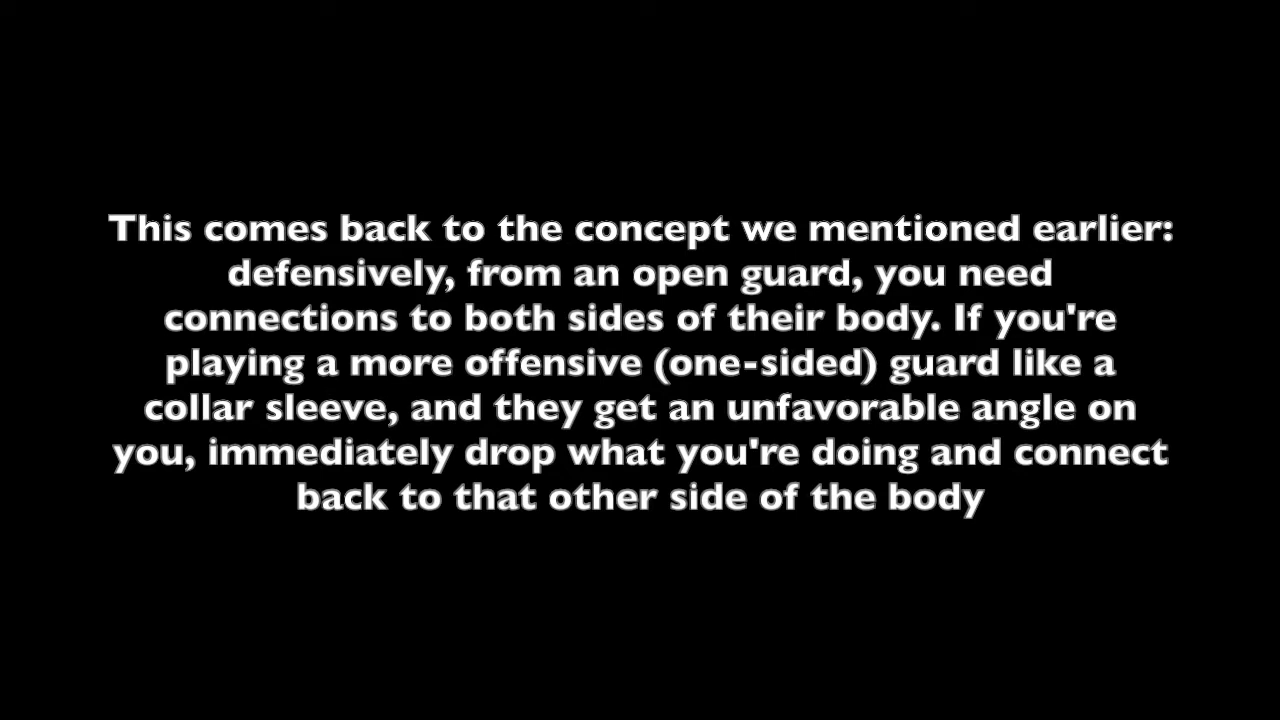 This comes back to the concept we mentioned earlier:
defensively, from an open guard, you need
connections to both sides of their body. If you're
playing a more offensive (one-sided) guard like a
collar sleeve, and they get an unfavorable angle on
you, immediately drop what you're doing and connect
back to that other side of the body